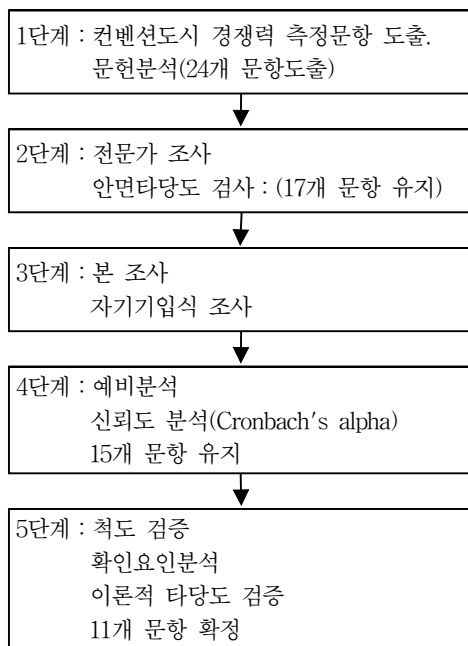 1단계 : 컨벤션도시 경쟁력 측정문항 도출.
문헌분석(24개 문항도출)
2단계 : 전문가 조사
안면타당도 검사 : (17개 문항 유지)
3단계 : 본 조사
자기기입식 조사
4단계 : 예비분석
신뢰도 분석(Cronbach's alpha)
15개 문항 유지
5단계 : 척도 검증
확인요인분석
이론적 타당도 검증
11개 문항 확정